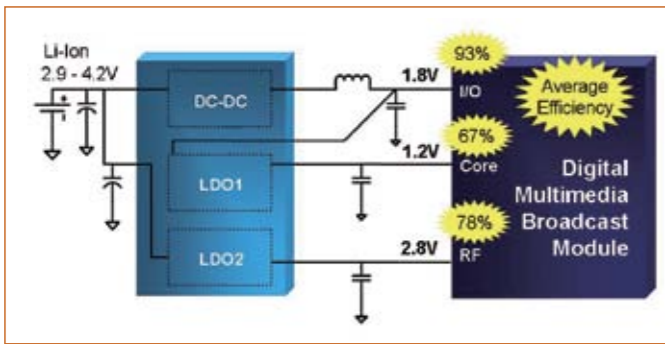 Li-Ion
2.9 - 4.2V
DC-DC
LDO1
LDO2
1.8V
1.2V
2.8V
93%
I/O
67%
Core
78%
RF
Average
Efficiency
Digital
Multimedia
Broadcast
Module